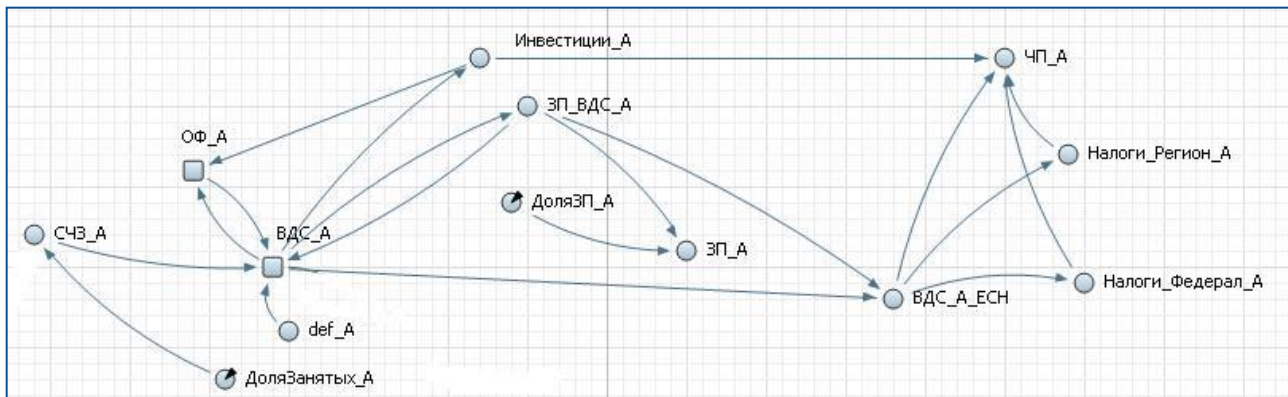 Инвестиции_А
ЧП_А
ЗП_ВДС_А
ОФ_А
Налоги_Регион_А
ДоляЗП_А
СЧЗ_А
ВДС_А
ЗП_А
Налоги_Федерал_А
ВДС_А_ЕСН
def_A
ДоляЗанятых_А